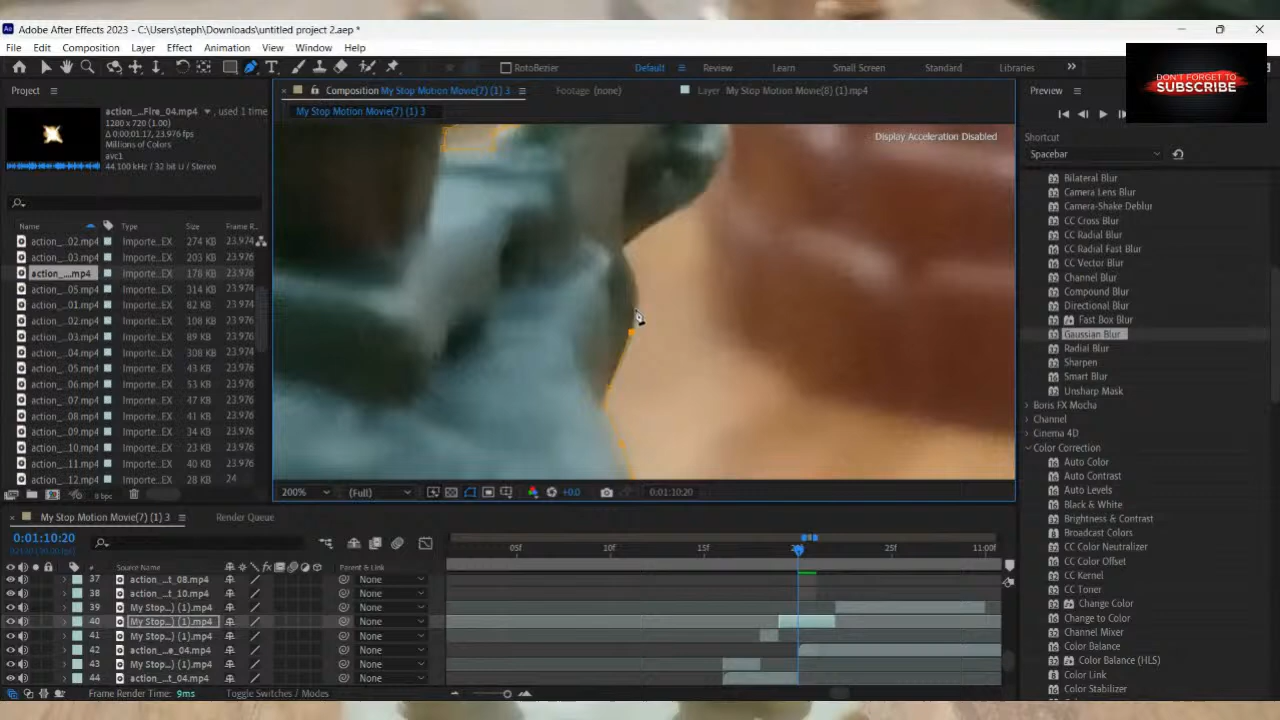 Adobe After Effects 2023 - C:\Users\steph\Downloads\untitled project 2.aep *
File Edit Composition Layer Effect Animation View Window Help
RotoBezier Default Review Learn Small Screen Standard Libraries
DON'T FORGET TO
SUBSCRIBE
Project
Composition My Stop Motion Movie(7) (1) 3
Footage (none)
Layer My Stop Motion Movie(8) (1).mp4
Preview
My Stop Motion Movie(7) (1) 3
action_...Fire_04.mp4 , used 1 time
1280 x 720 (1.00)
Δ 0:00:01:17, 23.976 fps
Millions of Colors
avc1
44.100 kHz / 32 bit U / Stereo
Display Acceleration Disabled
Shortcut
Spacebar
Name Type Size Frame R...
action_...02.mp4 Importe...EX 274 KB 23.974
action_...03.mp4 Importe...EX 203 KB 23.976
action_....mp4 Importe...EX 178 KB 23.976
action_...05.mp4 Importe...EX 314 KB 23.976
action_...01.mp4 Importe...EX 82 KB 23.976
action_...02.mp4 Importe...EX 108 KB 23.976
action_...03.mp4 Importe...EX 89 KB 23.976
action_...04.mp4 Importe...EX 308 KB 23.976
action_...05.mp4 Importe...EX 43 KB 23.976
action_...06.mp4 Importe...EX 53 KB 23.976
action_...07.mp4 Importe...EX 47 KB 23.976
action_...08.mp4 Importe...EX 41 KB 23.976
action_...09.mp4 Importe...EX 34 KB 23.976
action_...10.mp4 Importe...EX 23 KB 23.976
action_...11.mp4 Importe...EX 40 KB 23.976
action_...12.mp4 Importe...EX 28 KB 24
8 bpc
200% (Full) +0.0 0:01:10:20
Bilateral Blur
Camera Lens Blur
Camera-Shake Deblur
CC Cross Blur
CC Radial Blur
CC Radial Fast Blur
CC Vector Blur
Channel Blur
Compound Blur
Directional Blur
Fast Box Blur
Gaussian Blur
Radial Blur
Sharpen
Smart Blur
Unsharp Mask
Boris FX Mocha
Channel
Cinema 4D
Color Correction
Auto Color
Auto Contrast
Auto Levels
Black & White
Brightness & Contrast
Broadcast Colors
CC Color Neutralizer
CC Color Offset
CC Kernel
CC Toner
Change Color
Change to Color
Channel Mixer
Color Balance
Color Balance (HLS)
Color Link
Color Stabilizer
My Stop Motion Movie(7) (1) 3 Render Queue
0:01:10:20
05f 10f 15f 20f 25f 11:00f
# Source Name Parent & Link
37 action_...t_08.mp4 None
38 action_...t_10.mp4 None
39 My Stop...) (1).mp4 None
40 My Stop...) (1).mp4 None
41 My Stop...) (1).mp4 None
42 action_...e_04.mp4 None
43 My Stop...) (1).mp4 None
44 action_...t_04.mp4 None
Frame Render Time: 9ms Toggle Switches / Modes